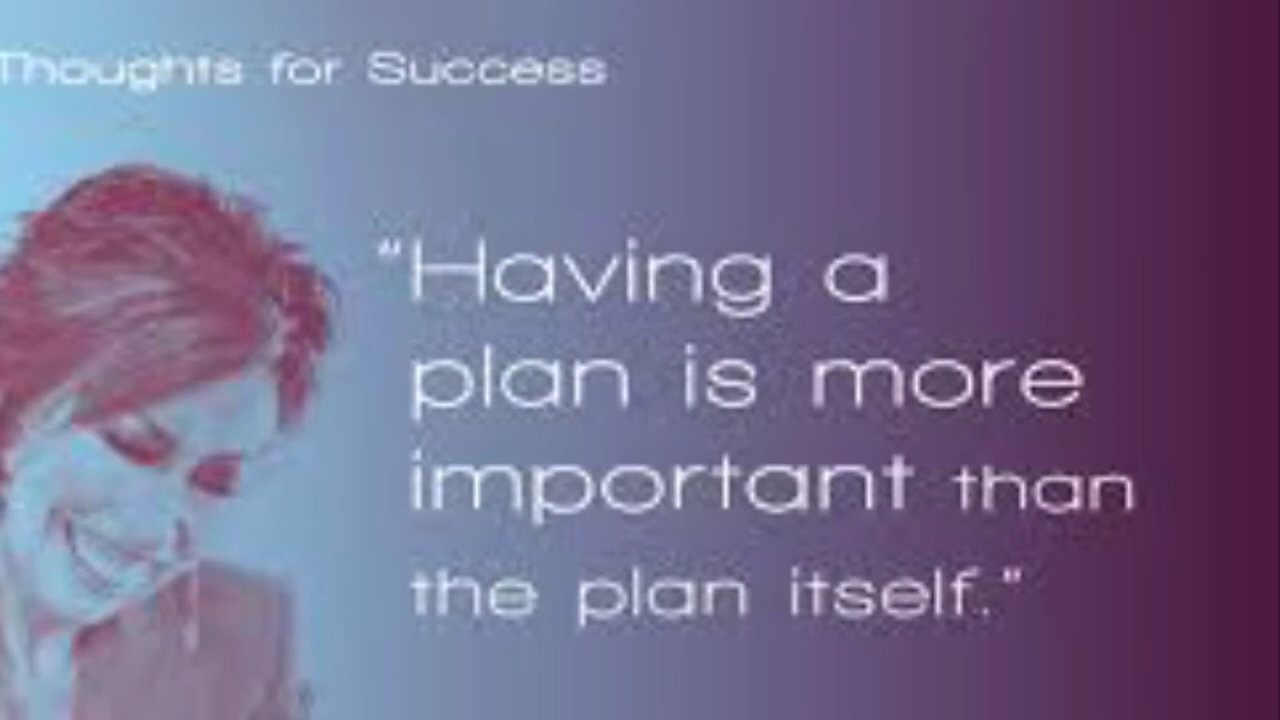 Thoughts for Success
“Having a
plan is more
important than
the plan itself.”